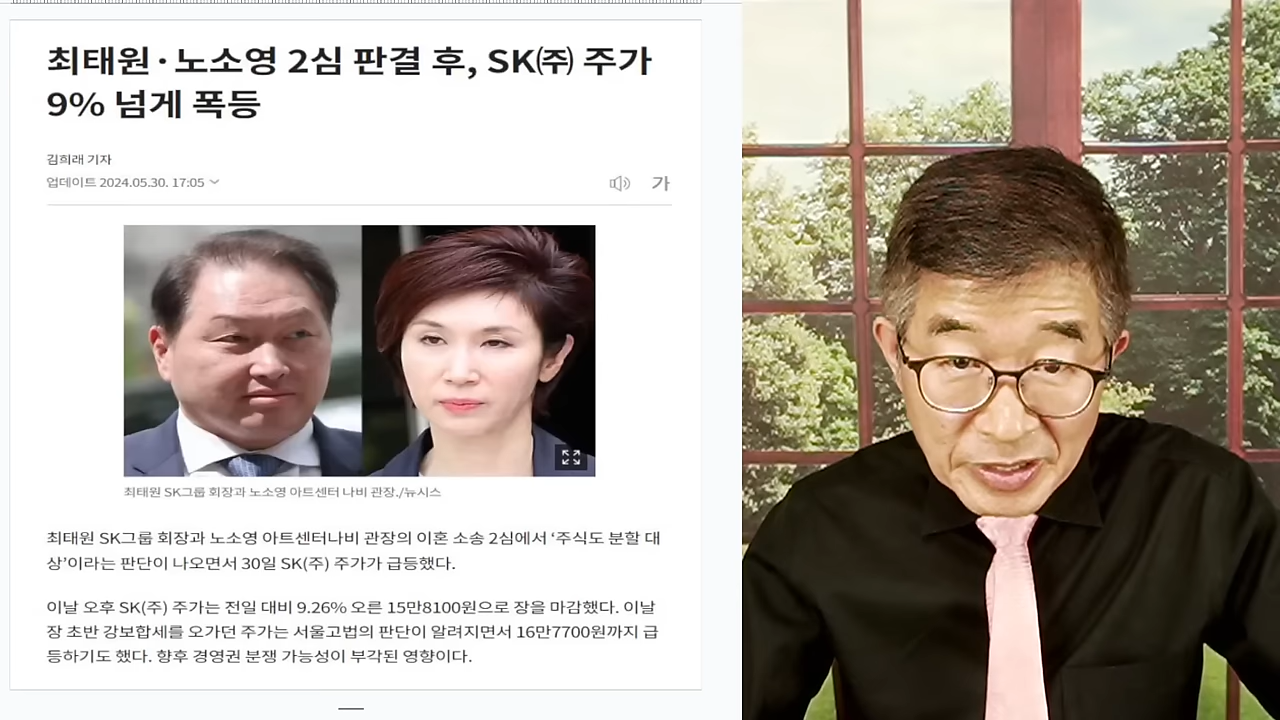 최태원·노소영 2심 판결 후, SK㈜ 주가
9% 넘게 폭등
김희래 기자
업데이트 2024.05.30. 17:05
가
최태원 SK그룹 회장과 노소영 아트센터 나비 관장./뉴시스
최태원 SK그룹 회장과 노소영 아트센터나비 관장의 이혼 소송 2심에서 ‘주식도 분할 대
상’이라는 판단이 나오면서 30일 SK(주) 주가가 급등했다.
이날 오후 SK(주) 주가는 전일 대비 9.26% 오른 15만8100원으로 장을 마감했다. 이날
장 초반 강보합세를 오가던 주가는 서울고법의 판단이 알려지면서 16만7700원까지 급
등하기도 했다. 향후 경영권 분쟁 가능성이 부각된 영향이다.